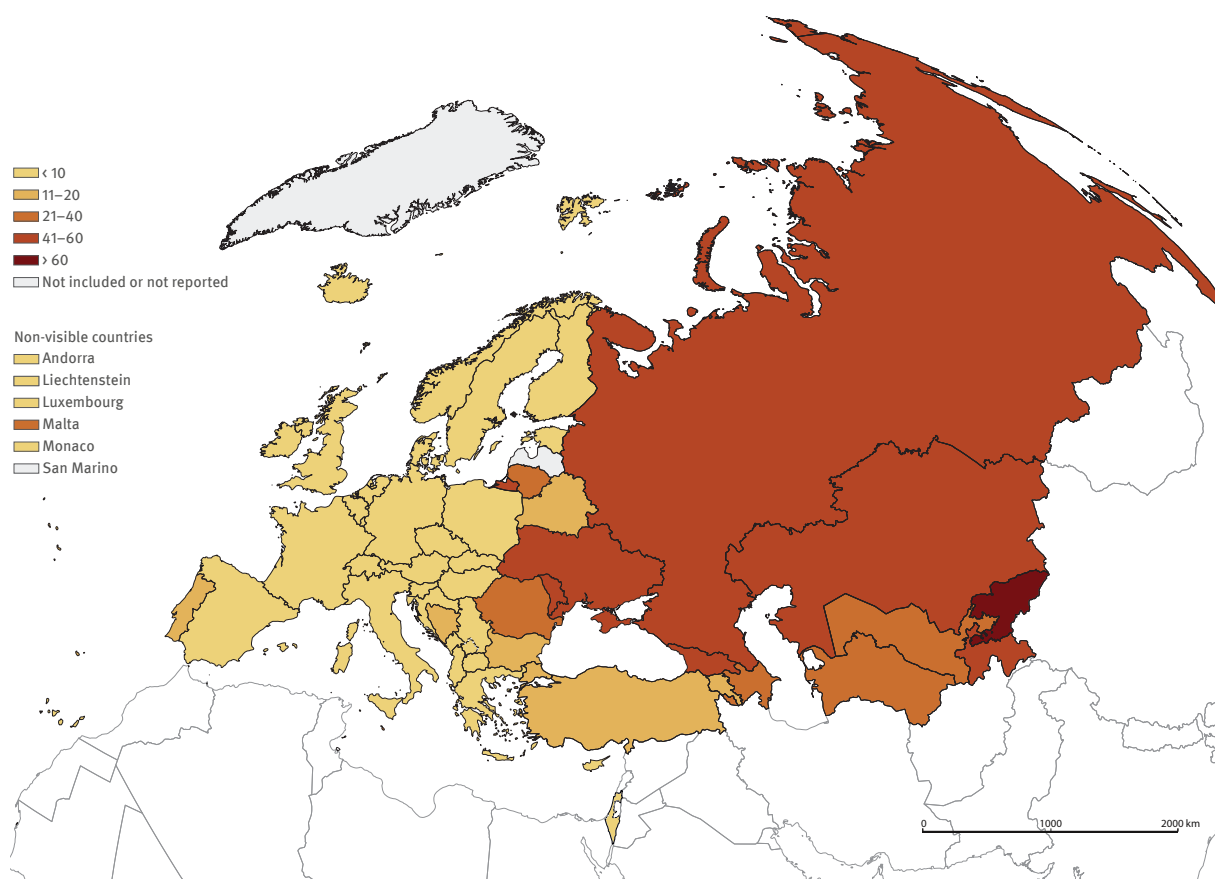 < 10
11–20
21–40
41–60
> 60
Not included or not reported
Non-visible countries
Andorra
Liechtenstein
Luxembourg
Malta
Monaco
San Marino
0 1000 2000 km